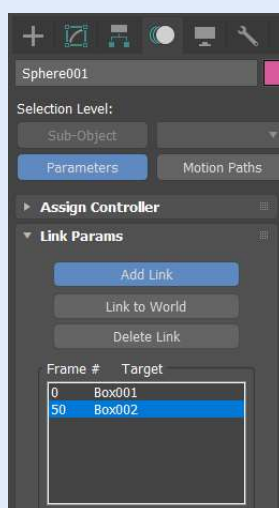 Sphere001
Selection Level:
Sub-Object
Parameters Motion Paths
Assign Controller
Link Params
Add Link
Link to World
Delete Link
Frame # Target
0 Box001
50 Box002